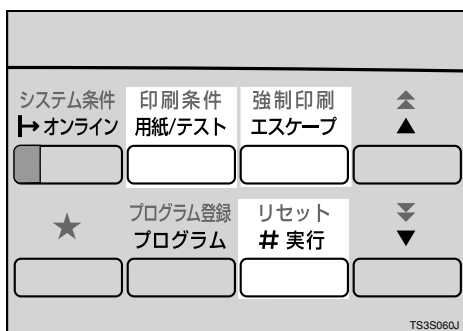 システム条件 印刷条件 強制印刷
オンライン 用紙/テスト エスケープ
プログラム登録 リセット
★ プログラム # 実行
TS3S060J